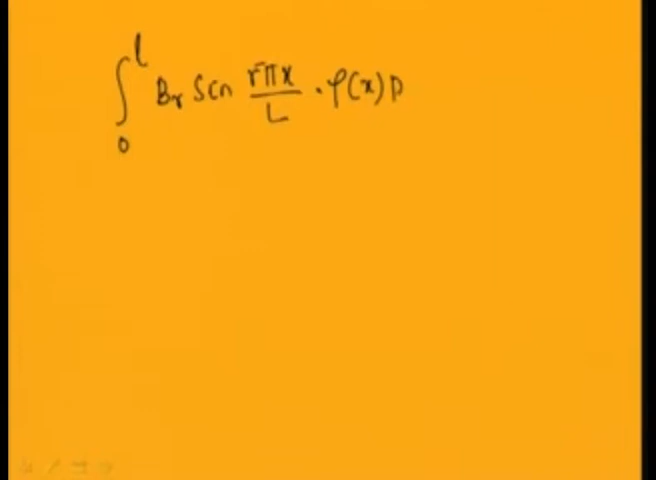 ∫₀ˡ Br Sin rπx/L · φ(x) D